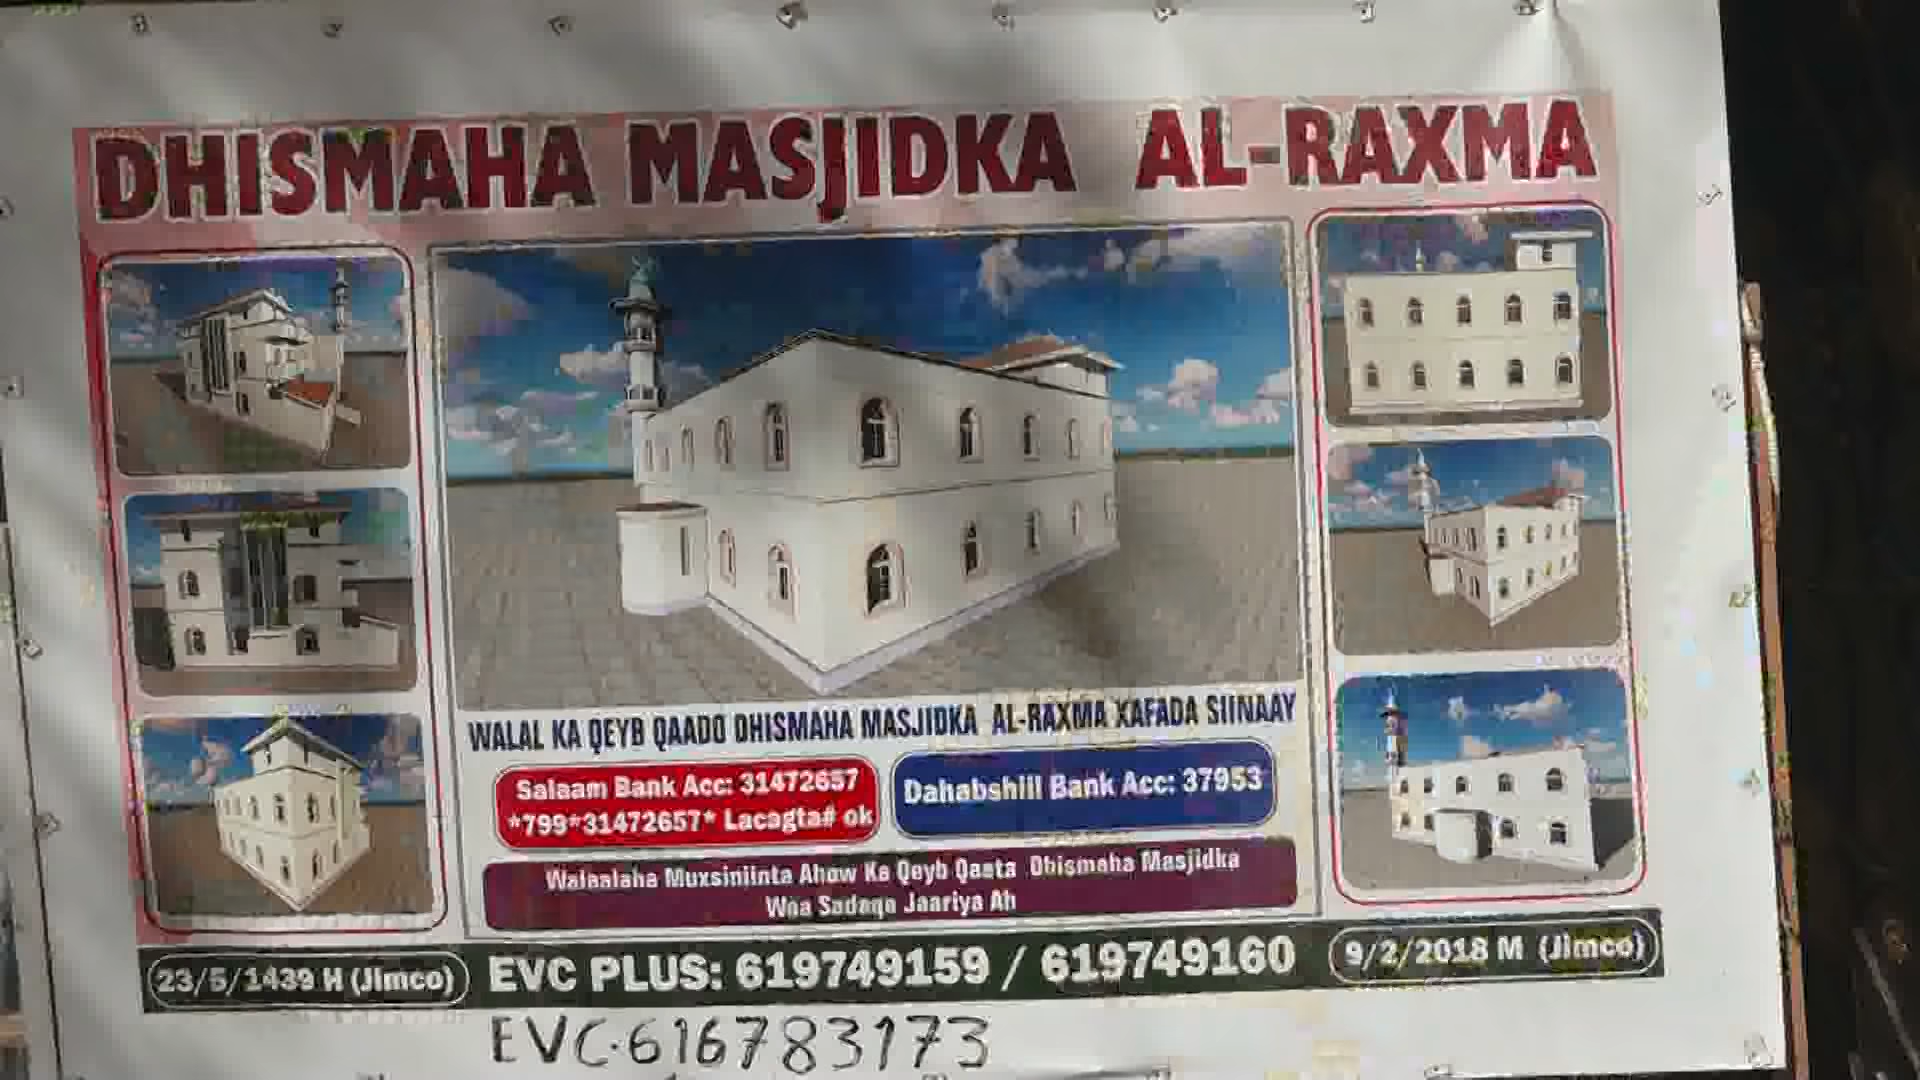 DHISMAHA MASJIDKA AL-RAXMA
WALAL KA QEYB QAADO DHISMAHA MASJIDKA AL-RAXMA XAFADA SIINAAY
Salaam Bank Acc: 31472657
*799*31472657* Lacagta# ok
Dahabshill Bank Acc: 37953
Walaalaha Muxsiniinta Ahow Ka Qeyb Qaata Dhismaha Masjidka
Waa Sadaqo Jaariya Ah
23/5/1439 H (Jimco)
EVC PLUS: 619749159 / 619749160
9/2/2018 M (Jimco)
EVC.616783173